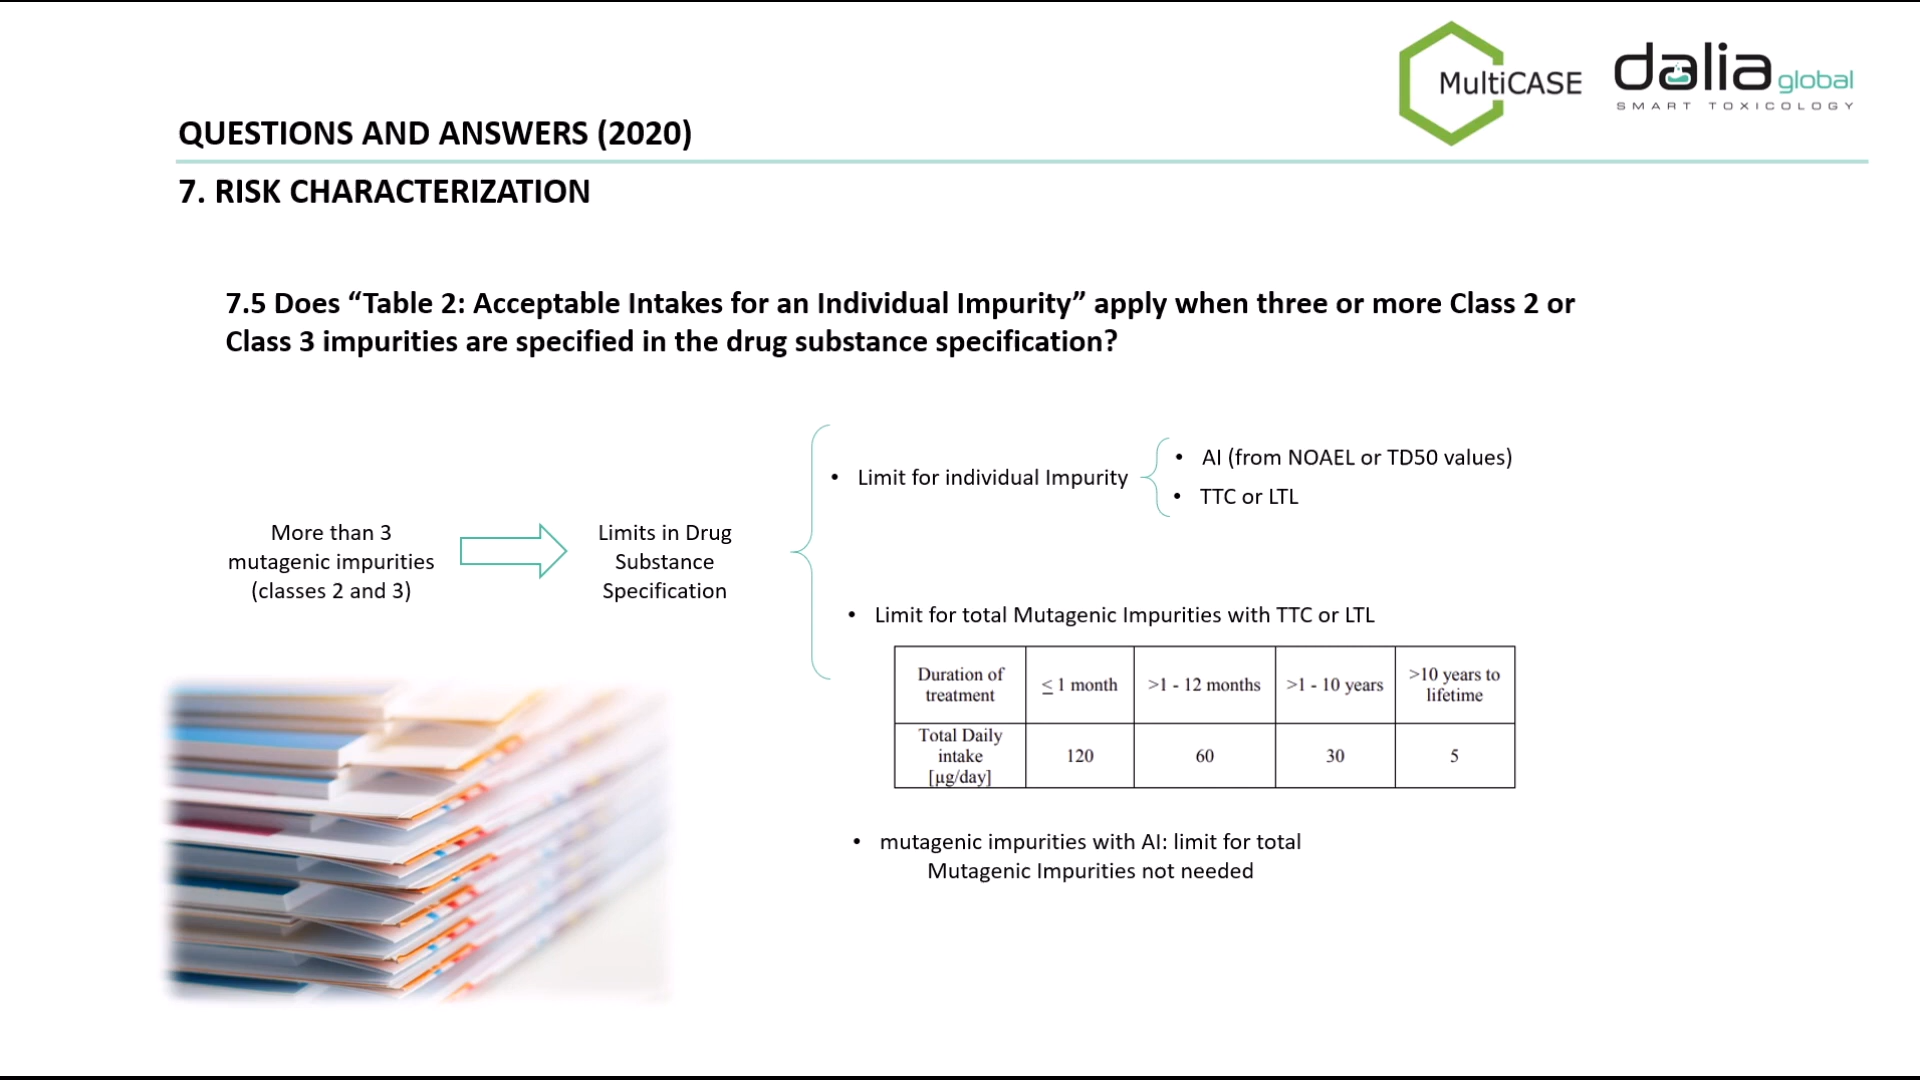 MultiCASE
dalia global
SMART TOXICOLOGY
QUESTIONS AND ANSWERS (2020)
7. RISK CHARACTERIZATION
7.5 Does “Table 2: Acceptable Intakes for an Individual Impurity” apply when three or more Class 2 or
Class 3 impurities are specified in the drug substance specification?
More than 3
mutagenic impurities
(classes 2 and 3)
Limits in Drug
Substance
Specification
• Limit for individual Impurity
• AI (from NOAEL or TD50 values)
• TTC or LTL
• Limit for total Mutagenic Impurities with TTC or LTL
Duration of
treatment
≤ 1 month
>1 - 12 months
>1 - 10 years
>10 years to
lifetime
Total Daily
intake
[µg/day]
120
60
30
5
• mutagenic impurities with AI: limit for total
Mutagenic Impurities not needed